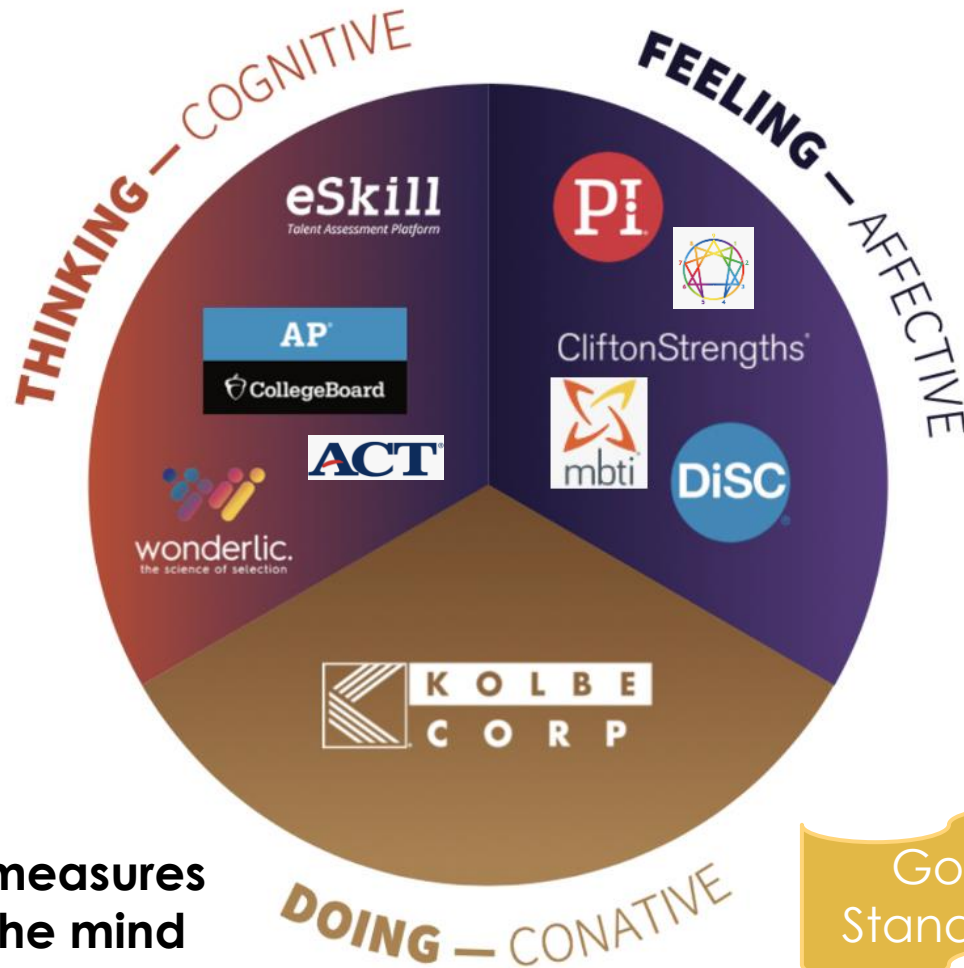 THINKING — COGNITIVE
FEELING — AFFECTIVE
eSkill
Talent Assessment Platform
PI
AP
CollegeBoard
CliftonStrengths®
ACT®
mbti
DiSC
wonderlic.
the science of selection
KOLBE
CORP
measures
he mind
DOING — CONATIVE
Go
Stand